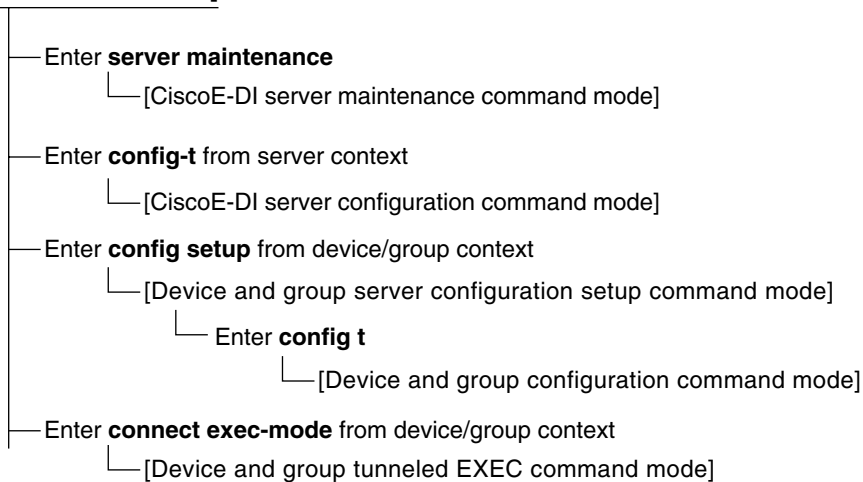 Enter server maintenance
[CiscoE-DI server maintenance command mode]
Enter config-t from server context
[CiscoE-DI server configuration command mode]
Enter config setup from device/group context
[Device and group server configuration setup command mode]
Enter config t
[Device and group configuration command mode]
Enter connect exec-mode from device/group context
[Device and group tunneled EXEC command mode]